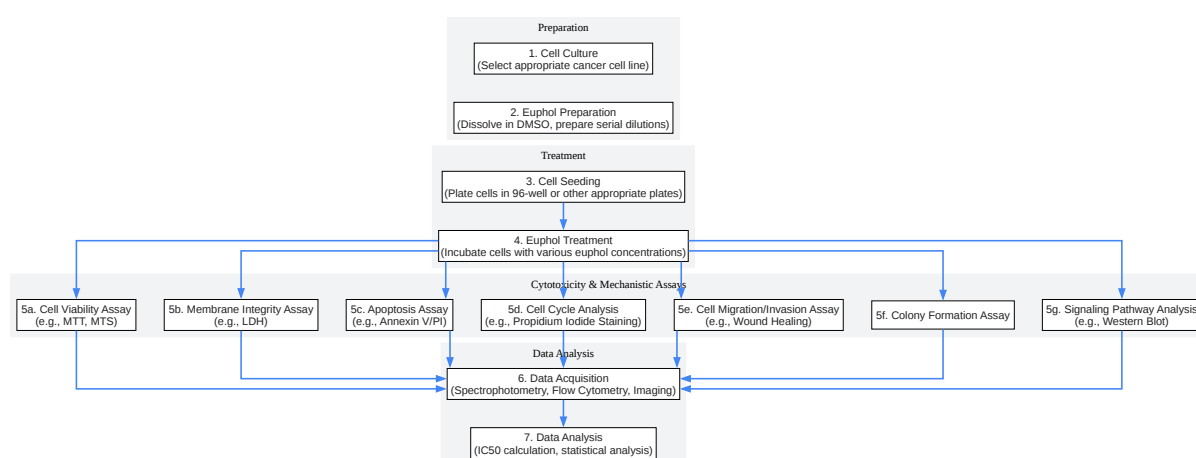 Preparation
1. Cell Culture
(Select appropriate cancer cell line)
2. Euphol Preparation
(Dissolve in DMSO, prepare serial dilutions)
Treatment
3. Cell Seeding
(Plate cells in 96-well or other appropriate plates)
4. Euphol Treatment
(Incubate cells with various euphol concentrations)
Cytotoxicity & Mechanistic Assays
5a. Cell Viability Assay
(e.g., MTT, MTS)
5b. Membrane Integrity Assay
(e.g., LDH)
5c. Apoptosis Assay
(e.g., Annexin V/PI)
5d. Cell Cycle Analysis
(e.g., Propidium Iodide Staining)
5e. Cell Migration/Invasion Assay
(e.g., Wound Healing)
5f. Colony Formation Assay
5g. Signaling Pathway Analysis
(e.g., Western Blot)
Data Analysis
6. Data Acquisition
(Spectrophotometry, Flow Cytometry, Imaging)
7. Data Analysis
(IC50 calculation, statistical analysis)